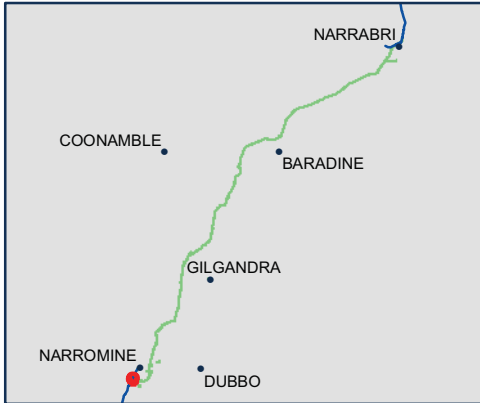 NARRABRI
COONAMBLE
BARADINE
GILGANDRA
NARROMINE
DUBBO